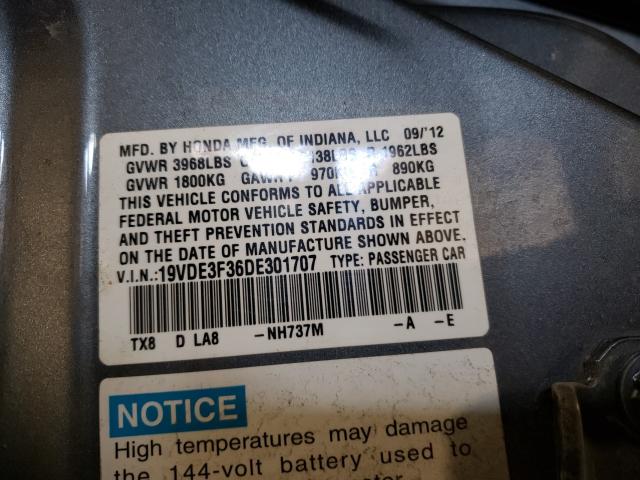 MFD. BY HONDA MFG. OF INDIANA, LLC 09/'12
GVWR 3968LBS 1962LBS
GVWR 1800KG GAWR F 970KG 890KG
THIS VEHICLE CONFORMS TO ALL APPLICABLE
FEDERAL MOTOR VEHICLE SAFETY, BUMPER,
AND THEFT PREVENTION STANDARDS IN EFFECT
ON THE DATE OF MANUFACTURE SHOWN ABOVE.
V.I.N.:19VDE3F36DE301707 TYPE: PASSENGER CAR
TX8 D LA8 -NH737M -A -E
NOTICE
High temperatures may damage
the 144-volt battery used to